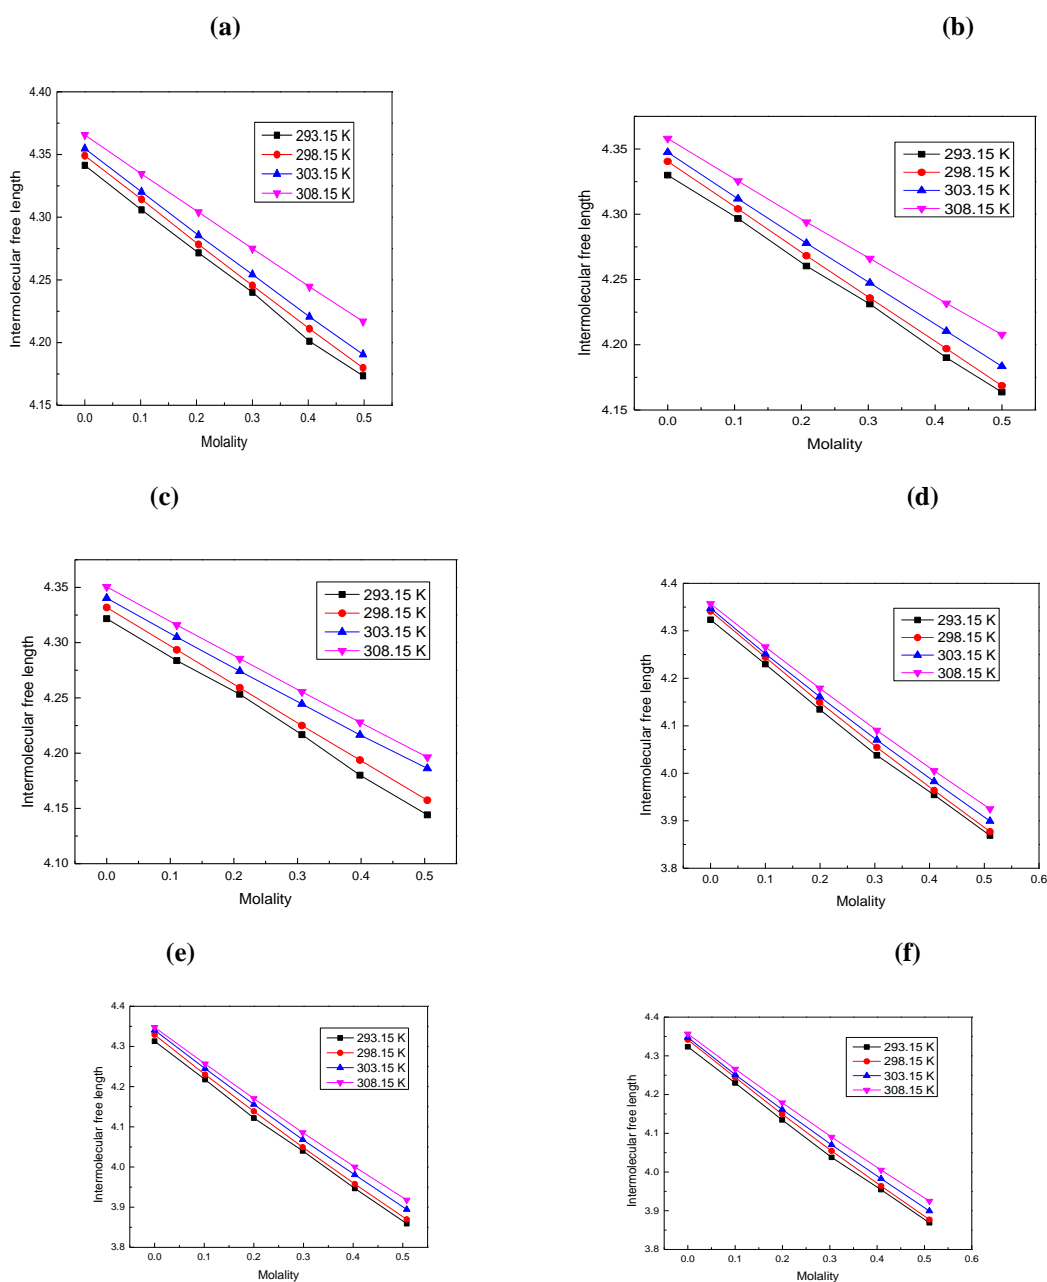 (a)
4.40
4.35
4.30
4.25
4.20
4.15
0.0 0.1 0.2 0.3 0.4 0.5
Intermolecular free length
Molality
293.15 K
298.15 K
303.15 K
308.15 K
(b)
4.35
4.30
4.25
4.20
4.15
0.0 0.1 0.2 0.3 0.4 0.5
Intermolecular free length
Molality
293.15 K
298.15 K
303.15 K
308.15 K
(c)
4.35
4.30
4.25
4.20
4.15
4.10
0.0 0.1 0.2 0.3 0.4 0.5
Intermolecular free length
Molality
293.15 K
298.15 K
303.15 K
308.15 K
(d)
4.4
4.3
4.2
4.1
4.0
3.9
3.8
0.0 0.1 0.2 0.3 0.4 0.5 0.6
Intermolecular free length
Molality
293.15 K
298.15 K
303.15 K
308.15 K
(e)
4.4
4.3
4.2
4.1
4.0
3.9
3.8
0.0 0.1 0.2 0.3 0.4 0.5
Intermolecular free length
Molality
293.15 K
298.15 K
303.15 K
308.15 K
(f)
4.4
4.3
4.2
4.1
4.0
3.9
3.8
0.0 0.1 0.2 0.3 0.4 0.5 0.6
Intermolecular free length
Molality
293.15 K
298.15 K
303.15 K
308.15 K